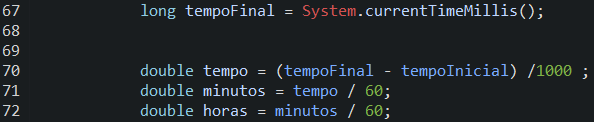 67 long tempoFinal = System.currentTimeMillis();
68
69
70 double tempo = (tempoFinal - tempoInicial) /1000 ;
71 double minutos = tempo / 60;
72 double horas = minutos / 60;